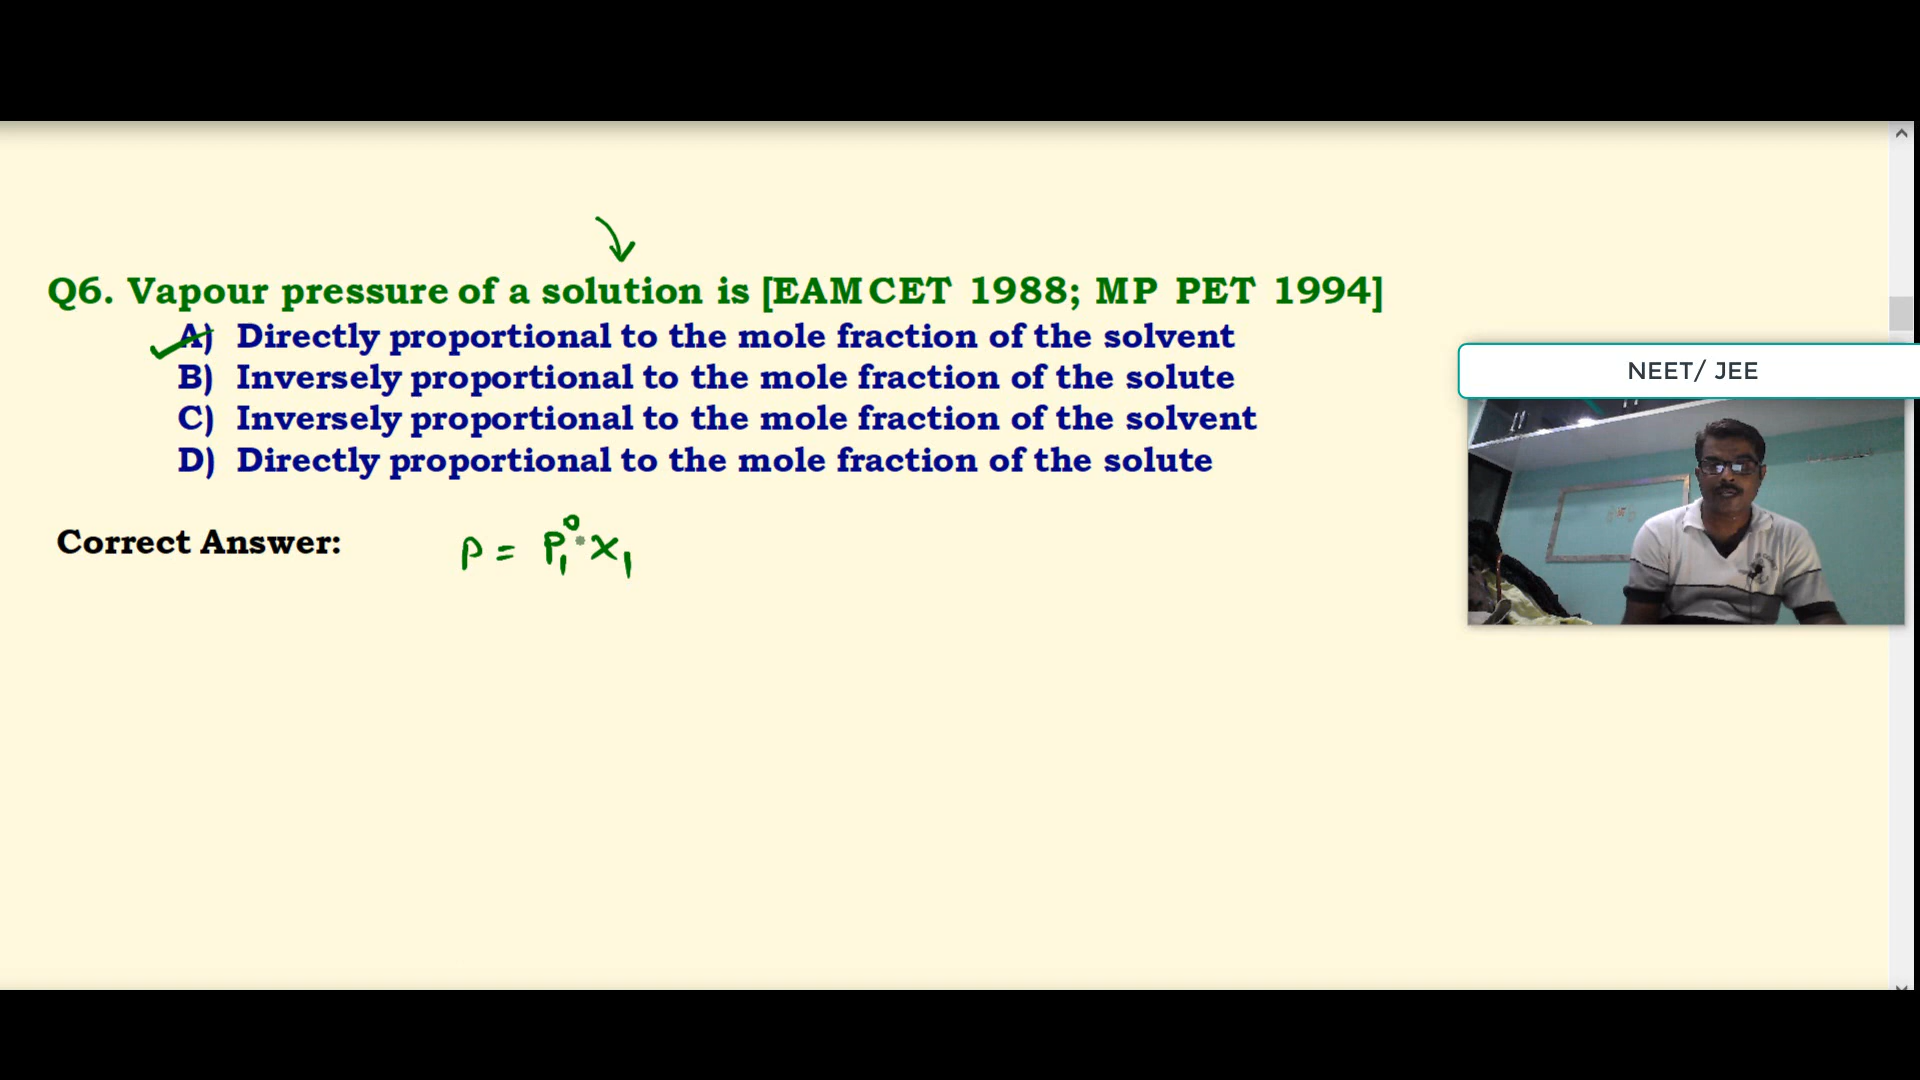 Q6. Vapour pressure of a solution is [EAMCET 1988; MP PET 1994]
A) Directly proportional to the mole fraction of the solvent
B) Inversely proportional to the mole fraction of the solute
C) Inversely proportional to the mole fraction of the solvent
D) Directly proportional to the mole fraction of the solute
Correct Answer: P = P₁⁰ · x₁
NEET/ JEE